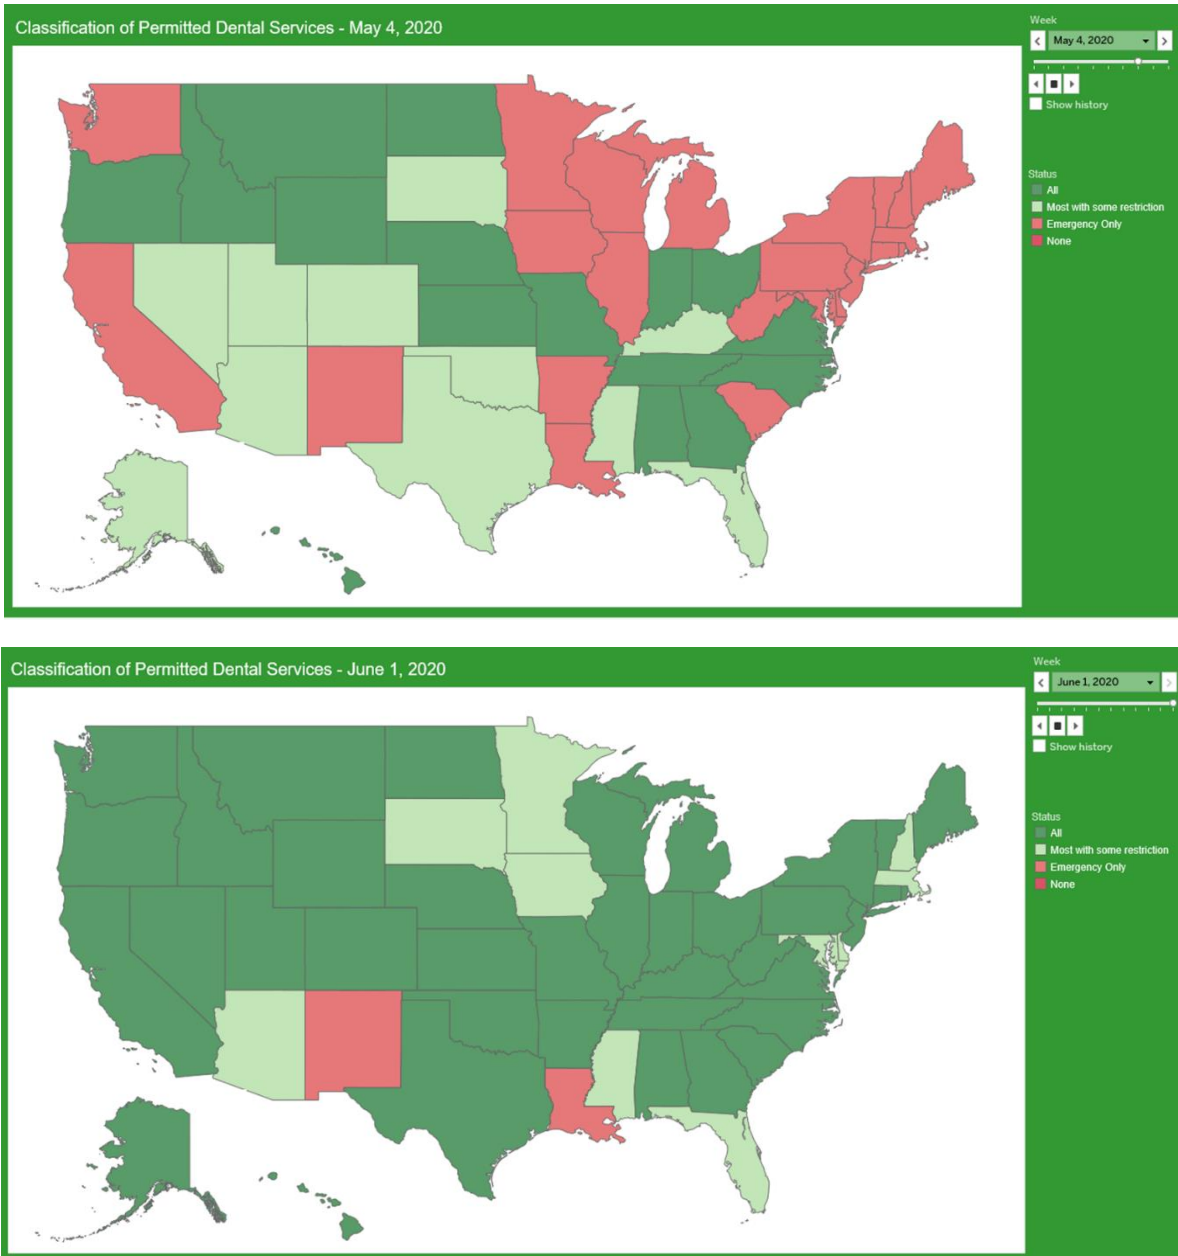 Classification of Permitted Dental Services - May 4, 2020
Week
May 4, 2020
Show history
Status
All
Most with some restriction
Emergency Only
None
Classification of Permitted Dental Services - June 1, 2020
Week
June 1, 2020
Show history
Status
All
Most with some restriction
Emergency Only
None